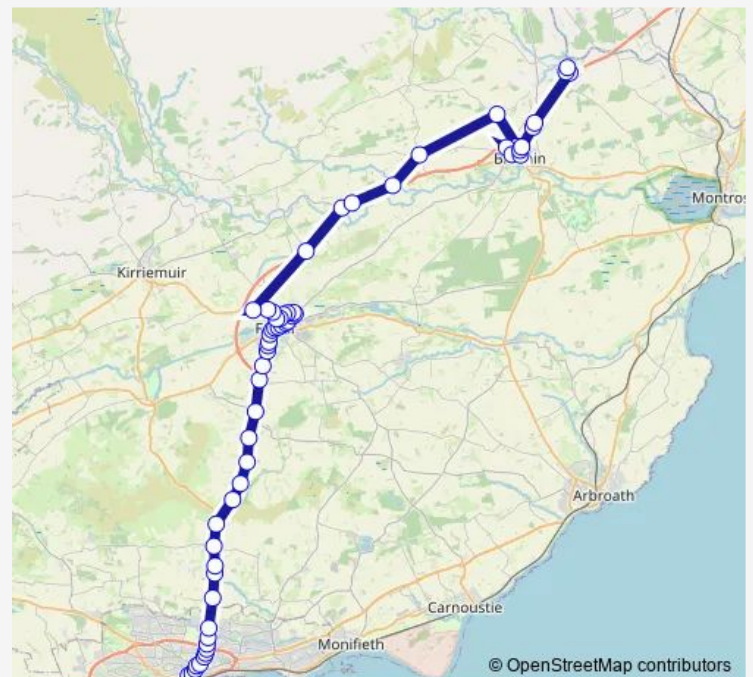 Montros
Kirriemuir
Arbroath
Carnoustie
Monifieth
© OpenStreetMap contributors